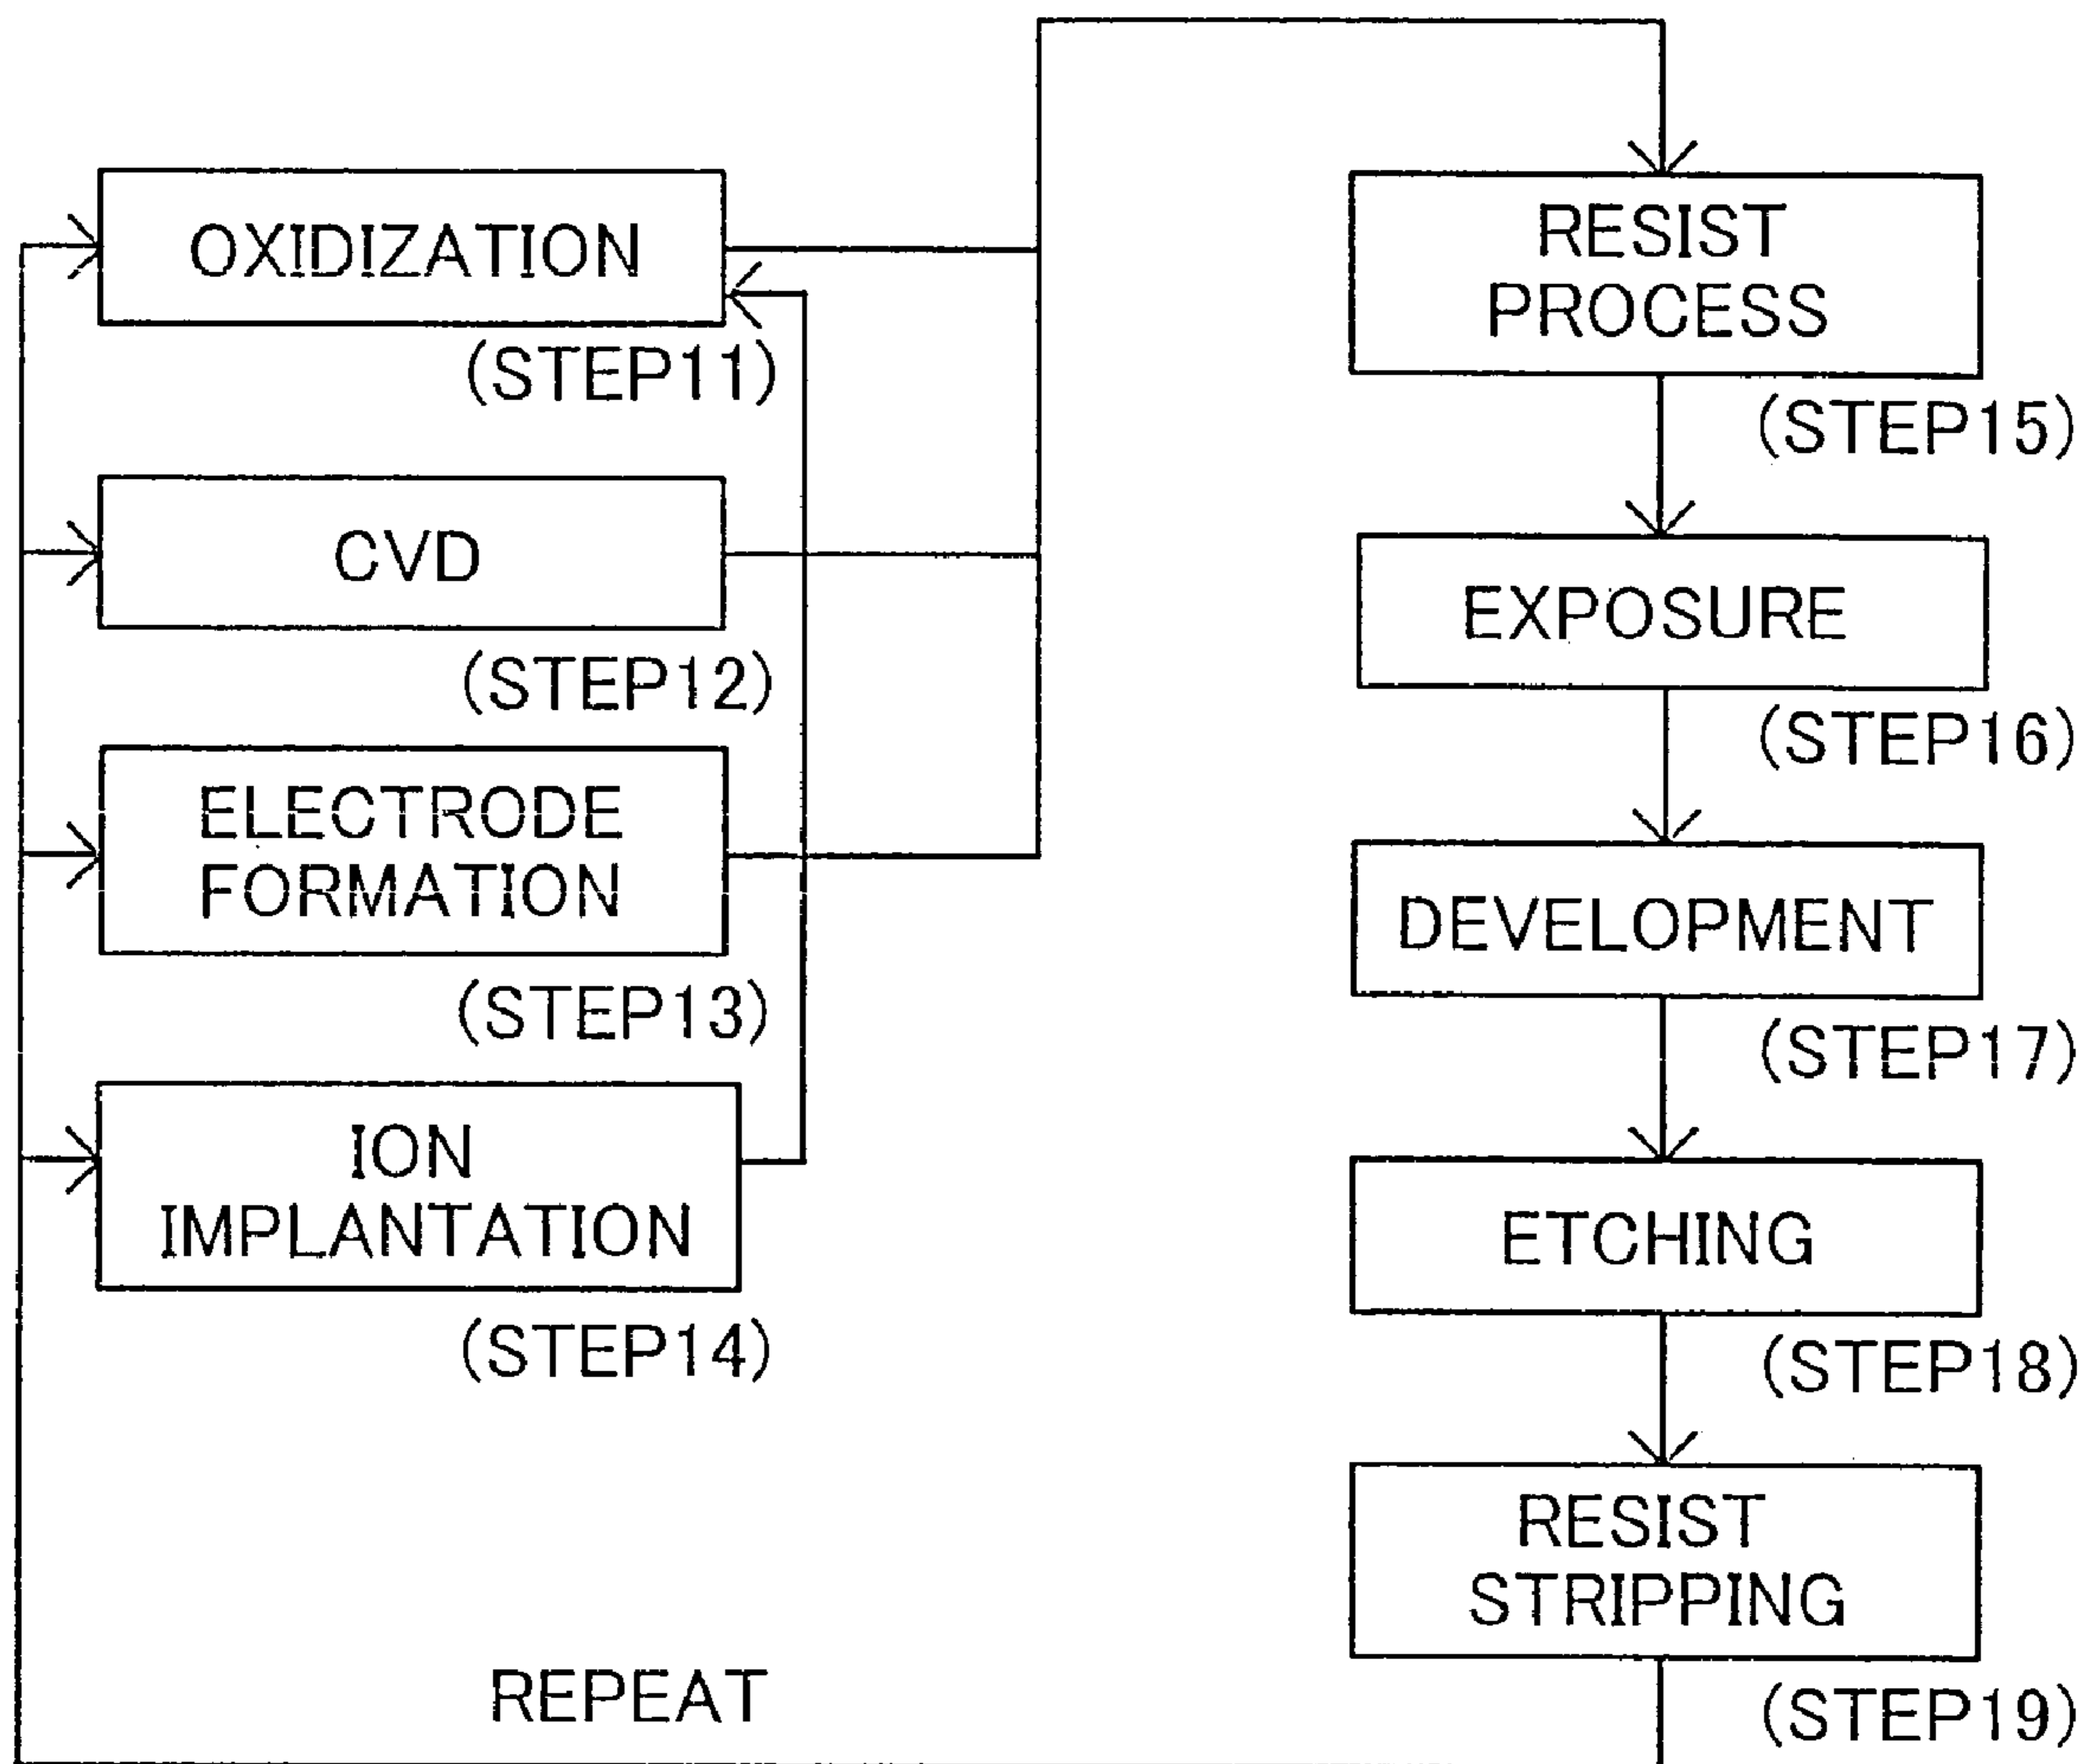 OXIDIZATION
(STEP11)
CVD
(STEP12)
ELECTRODE
FORMATION
(STEP13)
ION
IMPLANTATION
(STEP14)
REPEAT
RESIST
PROCESS
(STEP15)
EXPOSURE
(STEP16)
DEVELOPMENT
(STEP17)
ETCHING
(STEP18)
RESIST
STRIPPING
(STEP19)